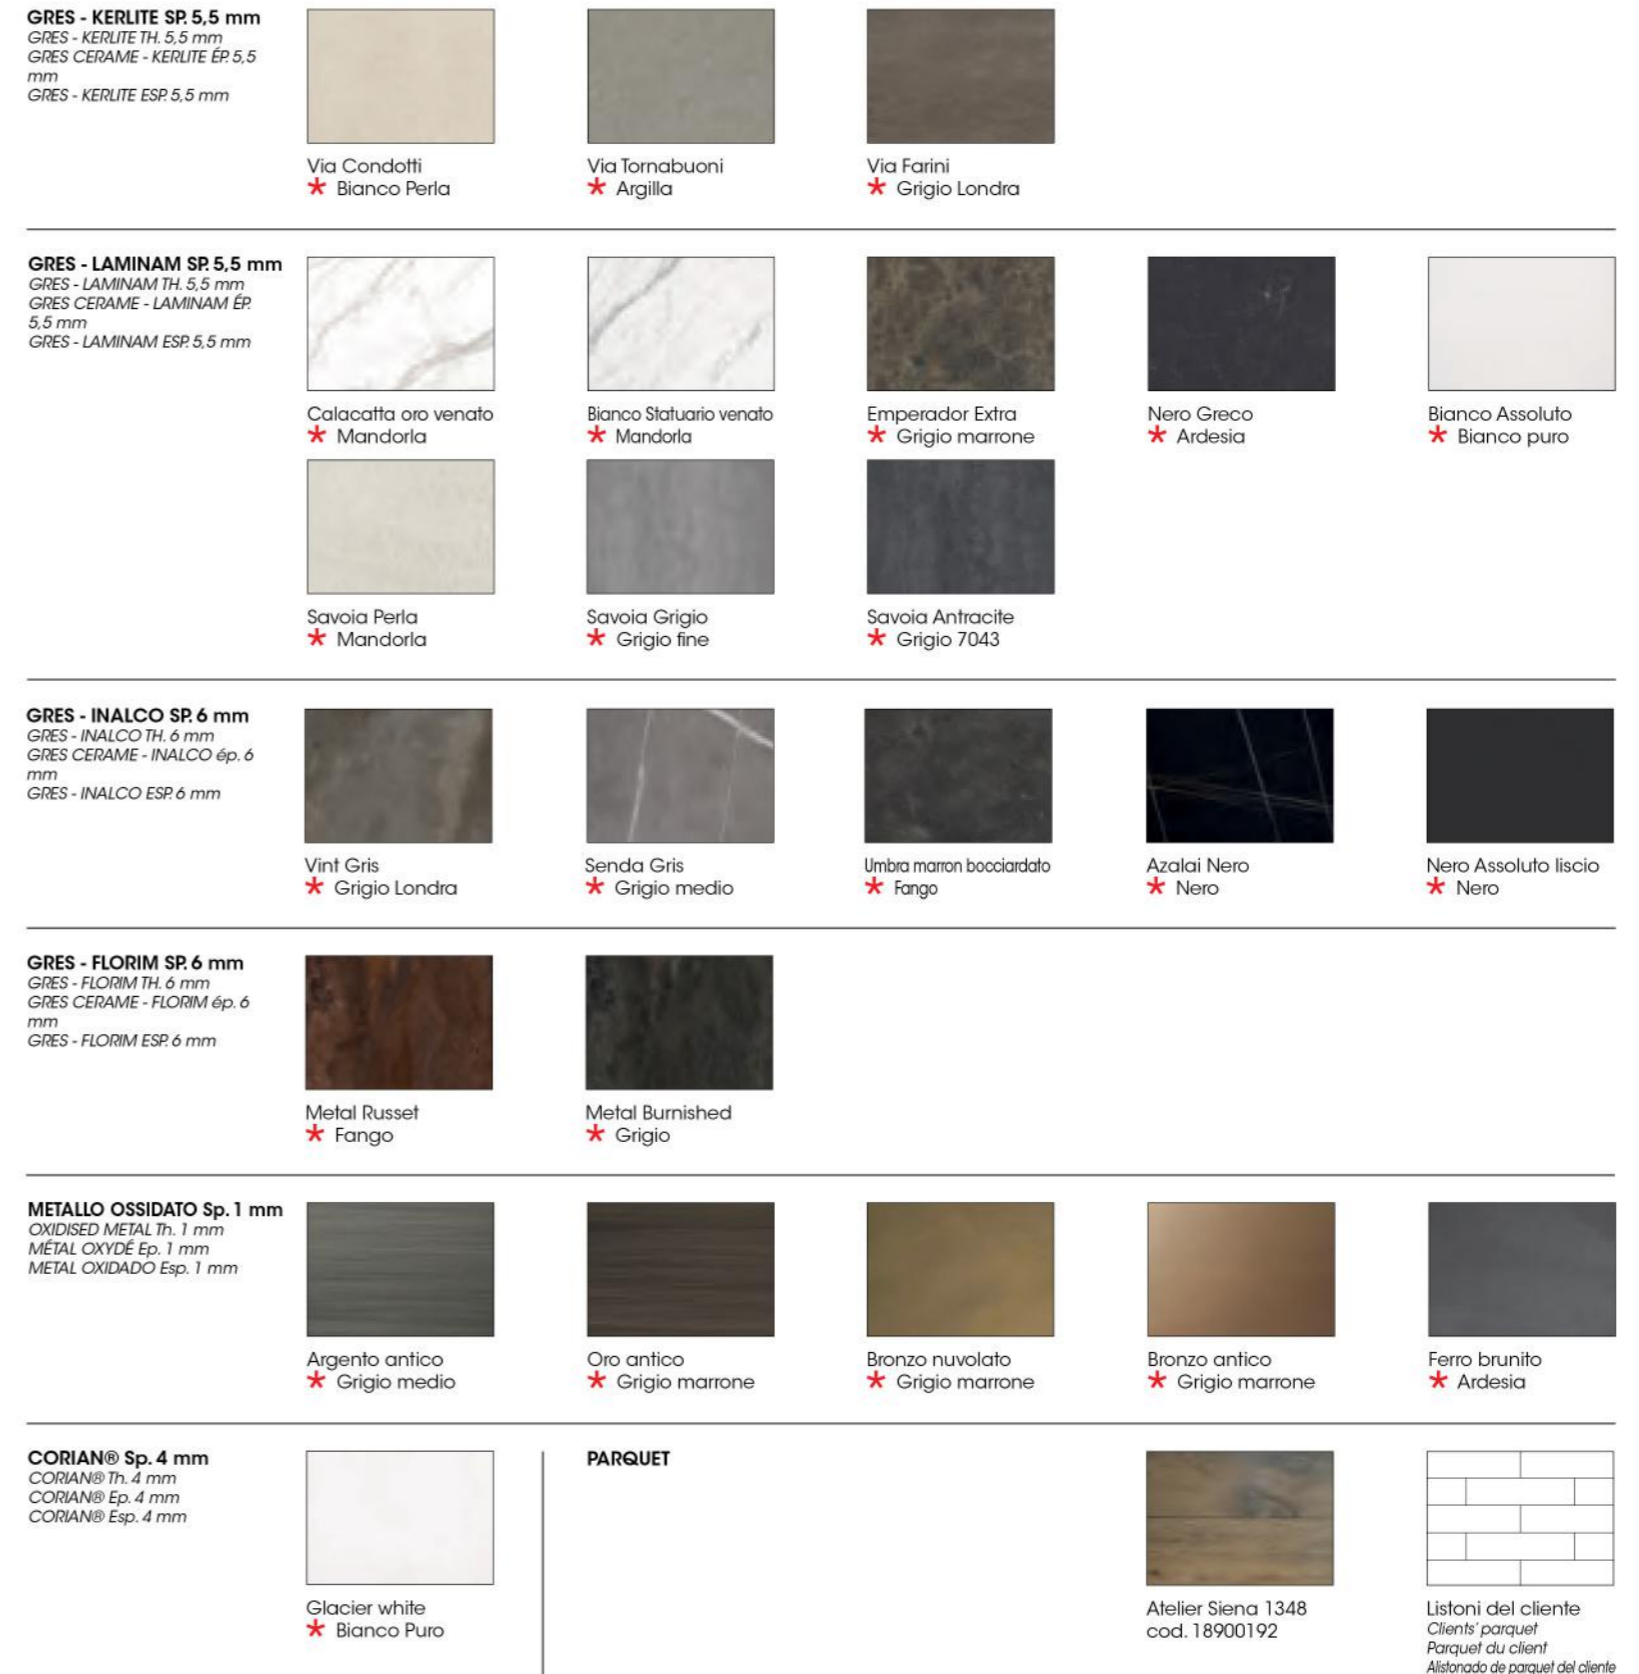 GRES - KERLITE SP. 5,5 mm
GRES - KERLITE TH. 5,5 mm
GRES CERAME - KERLITE ÉP. 5,5
mm
GRES - KERLITE ESP. 5,5 mm
Via Condotti
* Bianco Perla
Via Tornabuoni
* Argilla
Via Farini
* Grigio Londra
GRES - LAMINAM SP. 5,5 mm
GRES - LAMINAM TH. 5,5 mm
GRES CERAME - LAMINAM ÉP.
5,5 mm
GRES - LAMINAM ESP. 5,5 mm
Calacatta oro venato
* Mandorla
Bianco Statuario venato
* Mandorla
Emperador Extra
* Grigio marrone
Nero Greco
* Ardesia
Bianco Assoluto
* Bianco puro
Savoia Perla
* Mandorla
Savoia Grigio
* Grigio fine
Savoia Antracite
* Grigio 7043
GRES - INALCO SP. 6 mm
GRES - INALCO TH. 6 mm
GRES CERAME - INALCO ép. 6
mm
GRES - INALCO ESP. 6 mm
Vint Gris
* Grigio Londra
Senda Gris
* Grigio medio
Umbra marron bocciardato
* Fango
Azalai Nero
* Nero
Nero Assoluto liscio
* Nero
GRES - FLORIM SP. 6 mm
GRES - FLORIM TH. 6 mm
GRES CERAME - FLORIM ép. 6
mm
GRES - FLORIM ESP. 6 mm
Metal Russet
* Fango
Metal Burnished
* Grigio
METALLO OSSIDATO Sp. 1 mm
OXIDISED METAL Th. 1 mm
MÉTAL OXYDÉ Ep. 1 mm
METAL OXIDADO Esp. 1 mm
Argento antico
* Grigio medio
Oro antico
* Grigio marrone
Bronzo nuvolato
* Grigio marrone
Bronzo antico
* Grigio marrone
Ferro brunito
* Ardesia
CORIAN® Sp. 4 mm
CORIAN® Th. 4 mm
CORIAN® Ep. 4 mm
CORIAN® Esp. 4 mm
Glacier white
* Bianco Puro
PARQUET
Atelier Siena 1348
cod. 18900192
Listoni del cliente
Clients' parquet
Parquet du client
Alistonado de parquet del cliente